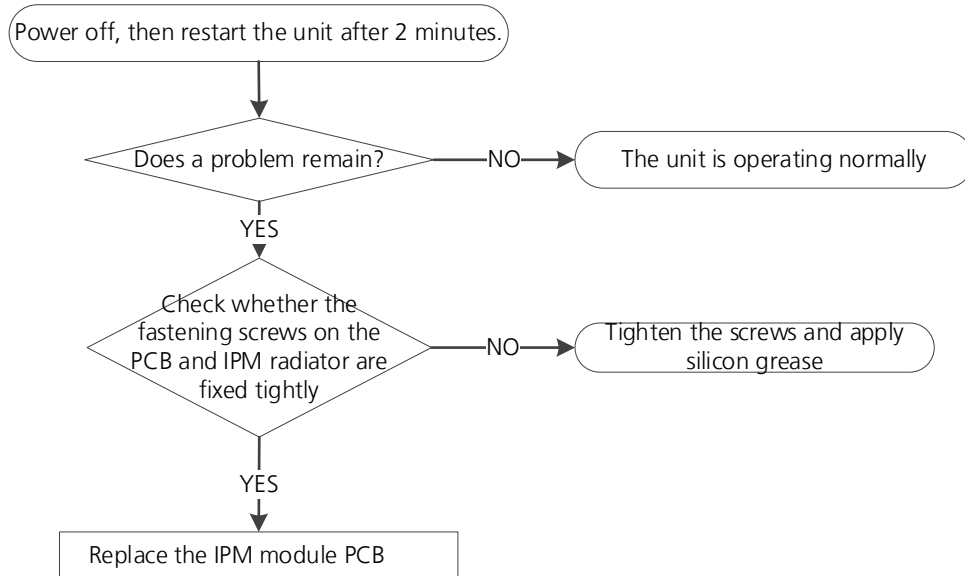 Power off, then restart the unit after 2 minutes.
Does a problem remain?
NO
The unit is operating normally
YES
Check whether the
fastening screws on the
PCB and IPM radiator are
fixed tightly
NO
Tighten the screws and apply
silicon grease
YES
Replace the IPM module PCB